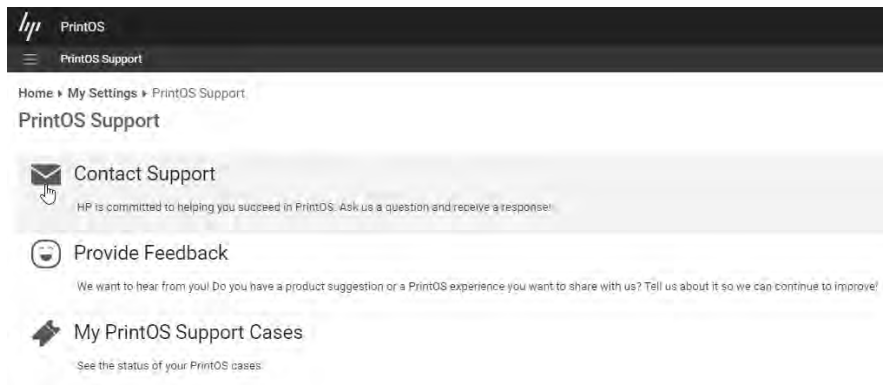 hp PrintOS
PrintOS Support
Home ▸ My Settings ▸ PrintOS Support
PrintOS Support
Contact Support
HP is committed to helping you succeed in PrintOS. Ask us a question and receive a response!
Provide Feedback
We want to hear from you! Do you have a product suggestion or a PrintOS experience you want to share with us? Tell us about it so we can continue to improve!
My PrintOS Support Cases
See the status of your PrintOS cases